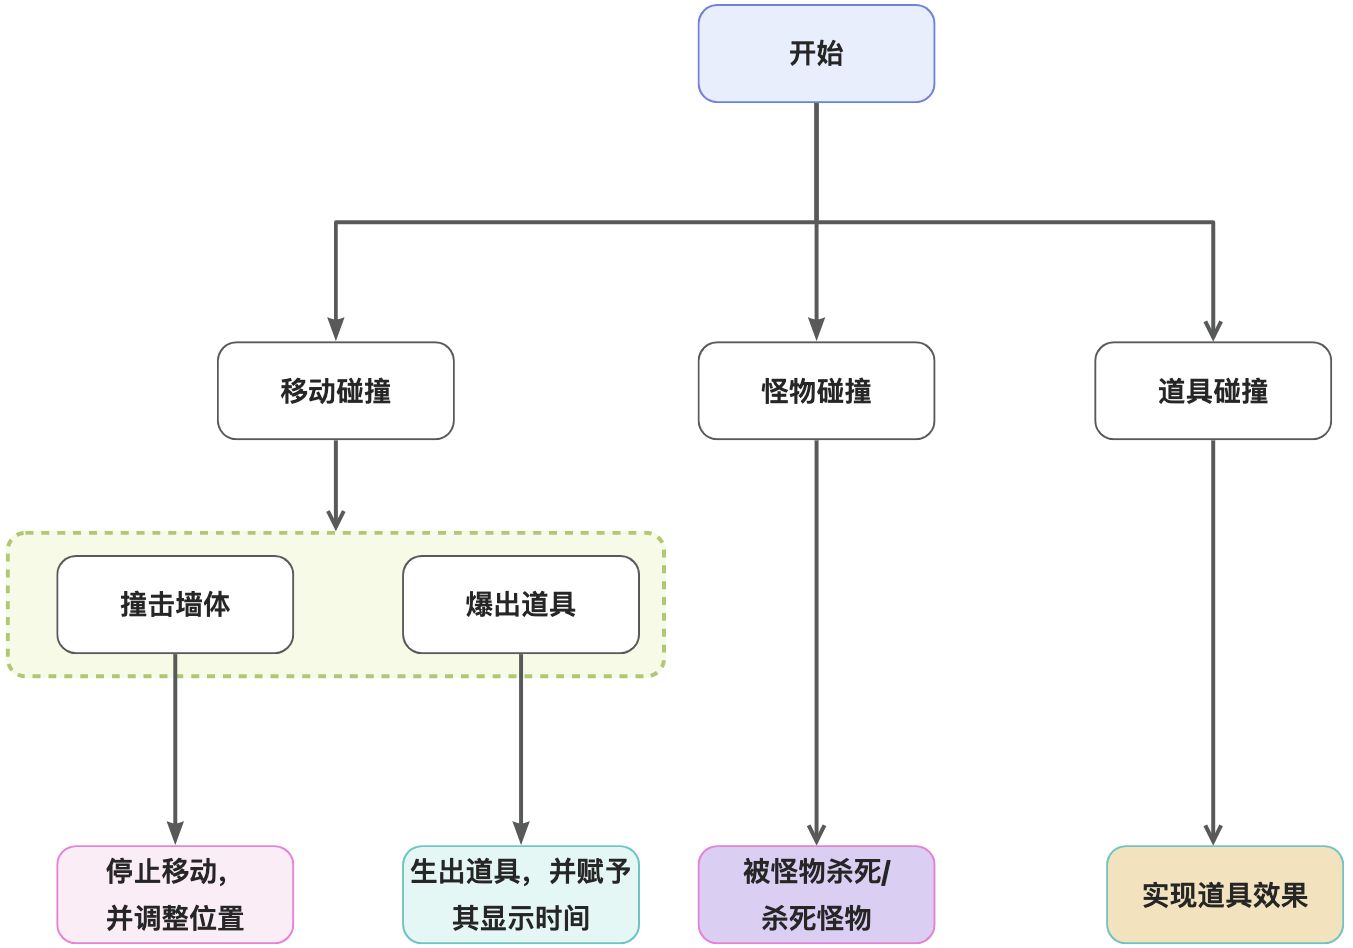 开始
移动碰撞
怪物碰撞
道具碰撞
撞击墙体
爆出道具
停止移动，
并调整位置
生出道具，并赋予
其显示时间
被怪物杀死/
杀死怪物
实现道具效果